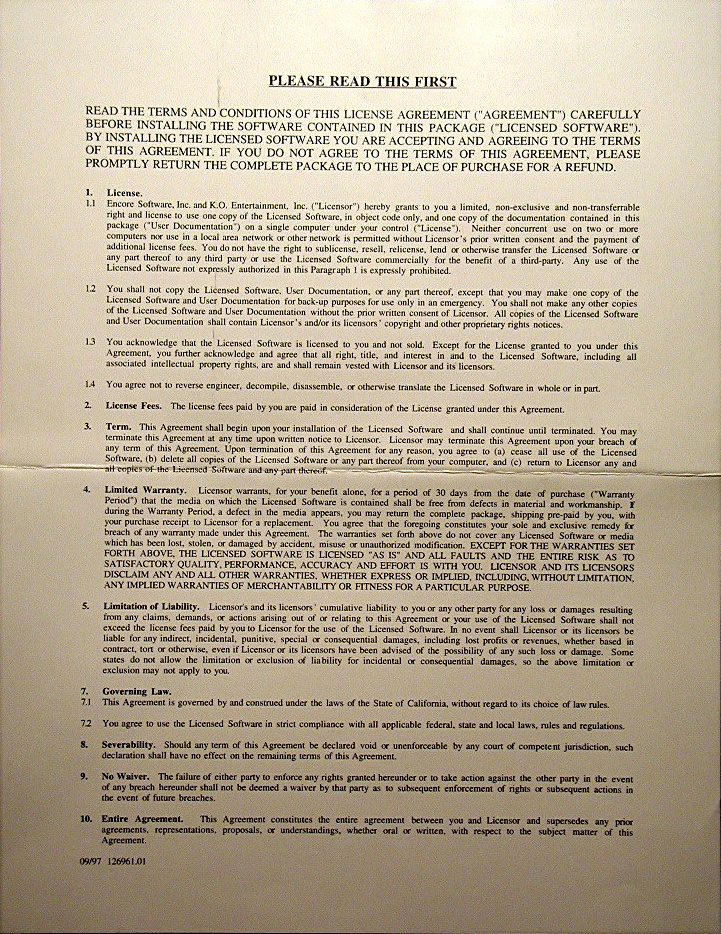 PLEASE READ THIS FIRST
READ THE TERMS AND CONDITIONS OF THIS LICENSE AGREEMENT ("AGREEMENT") CAREFULLY
BEFORE INSTALLING THE SOFTWARE CONTAINED IN THIS PACKAGE ("LICENSED SOFTWARE").
BY INSTALLING THE LICENSED SOFTWARE YOU ARE ACCEPTING AND AGREEING TO THE TERMS
OF THIS AGREEMENT. IF YOU DO NOT AGREE TO THE TERMS OF THIS AGREEMENT, PLEASE
PROMPTLY RETURN THE COMPLETE PACKAGE TO THE PLACE OF PURCHASE FOR A REFUND.
1. License.
1.1 Encore Software, Inc. and K.O. Entertainment, Inc. ("Licensor") hereby grants to you a limited, non-exclusive and non-transferrable
right and license to use one copy of the Licensed Software, in object code only, and one copy of the documentation contained in this
package ("User Documentation") on a single computer under your control ("License"). Neither concurrent use on two or more
computers nor use in a local area network or other network is permitted without Licensor's prior written consent and the payment of
additional license fees. You do not have the right to sublicense, resell, relicense, lend or otherwise transfer the Licensed Software or
any part thereof to any third party or use the Licensed Software commercially for the benefit of a third-party. Any use of the
Licensed Software not expressly authorized in this Paragraph 1 is expressly prohibited.
1.2 You shall not copy the Licensed Software, User Documentation, or any part thereof, except that you may make one copy of the
Licensed Software and User Documentation for back-up purposes for use only in an emergency. You shall not make any other copies
of the Licensed Software and User Documentation without the prior written consent of Licensor. All copies of the Licensed Software
and User Documentation shall contain Licensor's and/or its licensors' copyright and other proprietary rights notices.
1.3 You acknowledge that the Licensed Software is licensed to you and not sold. Except for the License granted to you under this
Agreement, you further acknowledge and agree that all right, title, and interest in and to the Licensed Software, including all
associated intellectual property rights, are and shall remain vested with Licensor and its licensors.
1.4 You agree not to reverse engineer, decompile, disassemble, or otherwise translate the Licensed Software in whole or in part.
2. License Fees. The license fees paid by you are paid in consideration of the License granted under this Agreement.
3. Term. This Agreement shall begin upon your installation of the Licensed Software and shall continue until terminated. You may
terminate this Agreement at any time upon written notice to Licensor. Licensor may terminate this Agreement upon your breach of
any term of this Agreement. Upon termination of this Agreement for any reason, you agree to (a) cease all use of the Licensed
Software, (b) delete all copies of the Licensed Software or any part thereof from your computer, and (c) return to Licensor any and
all copies of the Licensed Software and any part thereof.
4. Limited Warranty. Licensor warrants, for your benefit alone, for a period of 30 days from the date of purchase ("Warranty
Period") that the media on which the Licensed Software is contained shall be free from defects in material and workmanship. If
during the Warranty Period, a defect in the media appears, you may return the complete package, shipping pre-paid by you, with
your purchase receipt to Licensor for a replacement. You agree that the foregoing constitutes your sole and exclusive remedy for
breach of any warranty made under this Agreement. The warranties set forth above do not cover any Licensed Software or media
which has been lost, stolen, or damaged by accident, misuse or unauthorized modification. EXCEPT FOR THE WARRANTIES SET
FORTH ABOVE, THE LICENSED SOFTWARE IS LICENSED "AS IS" AND ALL FAULTS AND THE ENTIRE RISK AS TO
SATISFACTORY QUALITY, PERFORMANCE, ACCURACY AND EFFORT IS WITH YOU. LICENSOR AND ITS LICENSORS
DISCLAIM ANY AND ALL OTHER WARRANTIES, WHETHER EXPRESS OR IMPLIED, INCLUDING, WITHOUT LIMITATION,
ANY IMPLIED WARRANTIES OF MERCHANTABILITY OR FITNESS FOR A PARTICULAR PURPOSE.
5. Limitation of Liability. Licensor's and its licensors' cumulative liability to you or any other party for any loss or damages resulting
from any claims, demands, or actions arising out of or relating to this Agreement or your use of the Licensed Software shall not
exceed the license fees paid by you to Licensor for the use of the Licensed Software. In no event shall Licensor or its licensors be
liable for any indirect, incidental, punitive, special or consequential damages, including lost profits or revenues, whether based in
contract, tort or otherwise, even if Licensor or its licensors have been advised of the possibility of any such loss or damage. Some
states do not allow the limitation or exclusion of liability for incidental or consequential damages, so the above limitation or
exclusion may not apply to you.
7. Governing Law.
7.1 This Agreement is governed by and construed under the laws of the State of California, without regard to its choice of law rules.
7.2 You agree to use the Licensed Software in strict compliance with all applicable federal, state and local laws, rules and regulations.
8. Severability. Should any term of this Agreement be declared void or unenforceable by any court of competent jurisdiction, such
declaration shall have no effect on the remaining terms of this Agreement.
9. No Waiver. The failure of either party to enforce any rights granted hereunder or to take action against the other party in the event
of any breach hereunder shall not be deemed a waiver by that party as to subsequent enforcement of rights or subsequent actions in
the event of future breaches.
10. Entire Agreement. This Agreement constitutes the entire agreement between you and Licensor and supersedes any prior
agreements, representations, proposals, or understandings, whether oral or written, with respect to the subject matter of this
Agreement.
09/97 126961.01